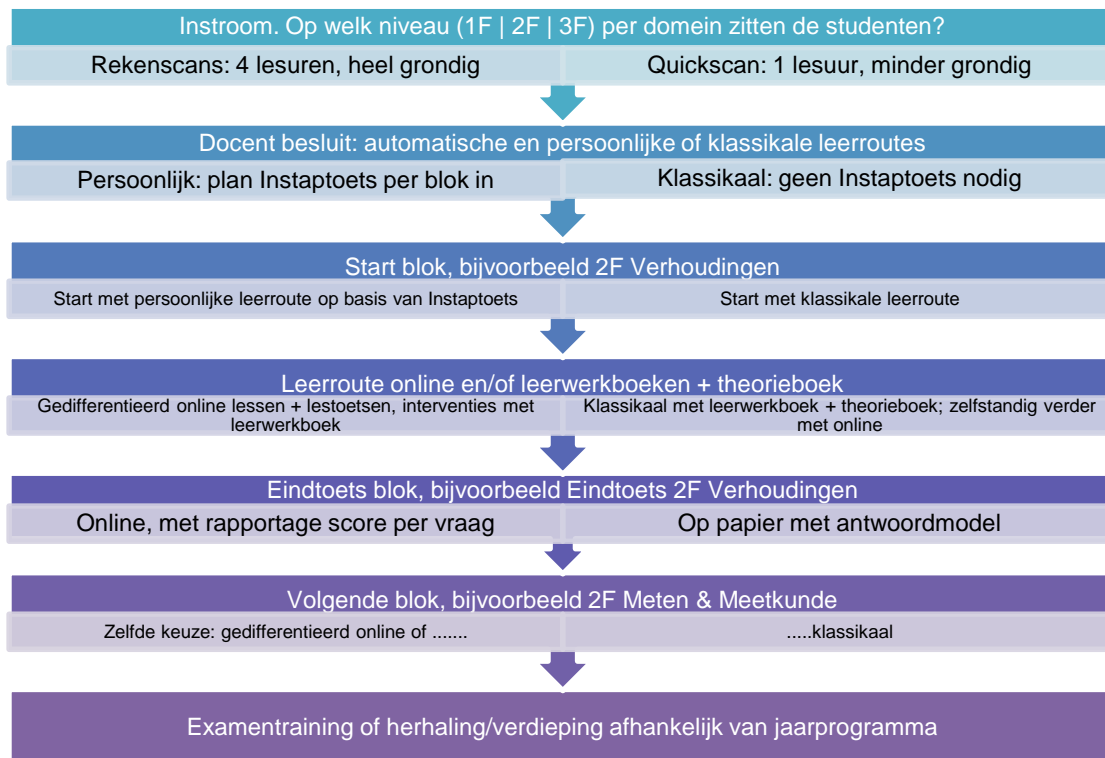 Instroom. Op welk niveau (1F | 2F | 3F) per domein zitten de studenten?
Rekenscans: 4 lesuren, heel grondig
Quickscan: 1 lesuur, minder grondig
Docent besluit: automatische en persoonlijke of klassikale leerroutes
Persoonlijk: plan Instaptoets per blok in
Klassikaal: geen Instaptoets nodig
Start blok, bijvoorbeeld 2F Verhoudingen
Start met persoonlijke leerroute op basis van Instaptoets
Start met klassikale leerroute
Leerroute online en/of leerwerkboeken + theorieboek
Gedifferentieerd online lessen + lestoetsen, interventies met
leerwerkboek
Klassikaal met leerwerkboek + theorieboek; zelfstandig verder
met online
Eindtoets blok, bijvoorbeeld Eindtoets 2F Verhoudingen
Online, met rapportage score per vraag
Op papier met antwoordmodel
Volgende blok, bijvoorbeeld 2F Meten & Meetkunde
Zelfde keuze: gedifferentieerd online of .......
.....klassikaal
Examentraining of herhaling/verdieping afhankelijk van jaarprogramma